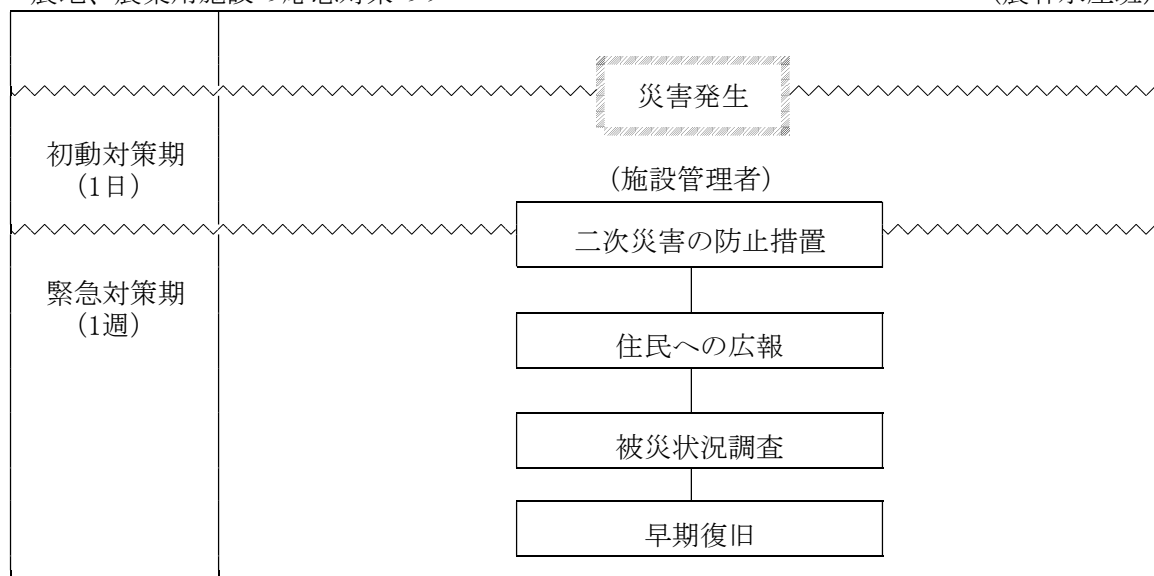 災害発生
初動対策期
（1日）
（施設管理者）
二次災害の防止措置
緊急対策期
（1週）
住民への広報
被災状況調査
早期復旧